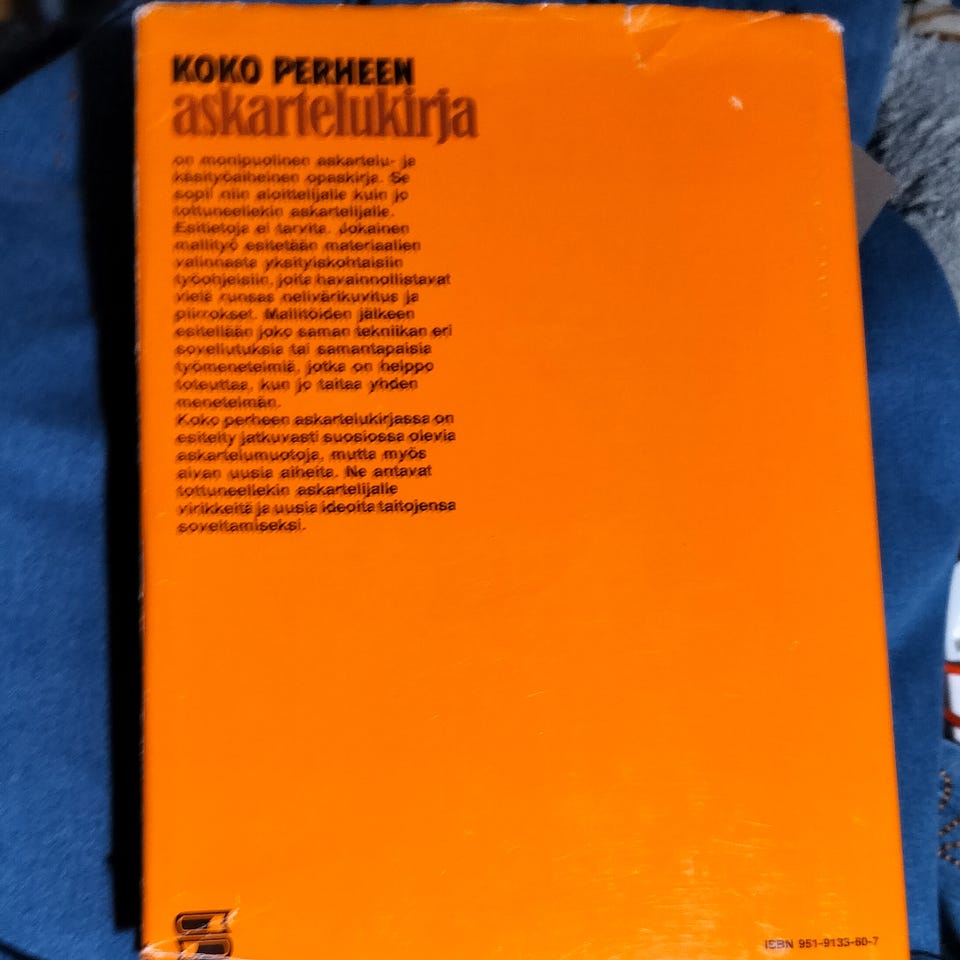 KOKO PERHEEN
askartelukirja
on monipuolinen askartelu- ja
käsityöaiheinen opaskirja. Se
sopii niin aloittelijalle kuin jo
tottuneellekin askartelijalle.
Esitietoja ei tarvita. Jokainen
mallityö esitetään materiaalien
valinnasta yksityiskohtaisiin
työohjeisiin, joita havainnollistavat
vielä runsas nelivärikuvitus ja
piirrokset. Mallitöiden jälkeen
esitellään joko saman tekniikan eri
sovellutuksia tai samantapaisia
työmenetelmiä, jotka on helppo
toteuttaa, kun jo taitaa yhden
menetelmän.
Koko perheen askartelukirjassa on
esitelty jatkuvasti suosiossa olevia
askartelumuotoja, mutta myös
aivan uusia aiheita. Ne antavat
tottuneellekin askartelijalle
virikkeitä ja uusia ideoita taitojensa
soveltamiseksi.
ISBN 951-9133-60-7